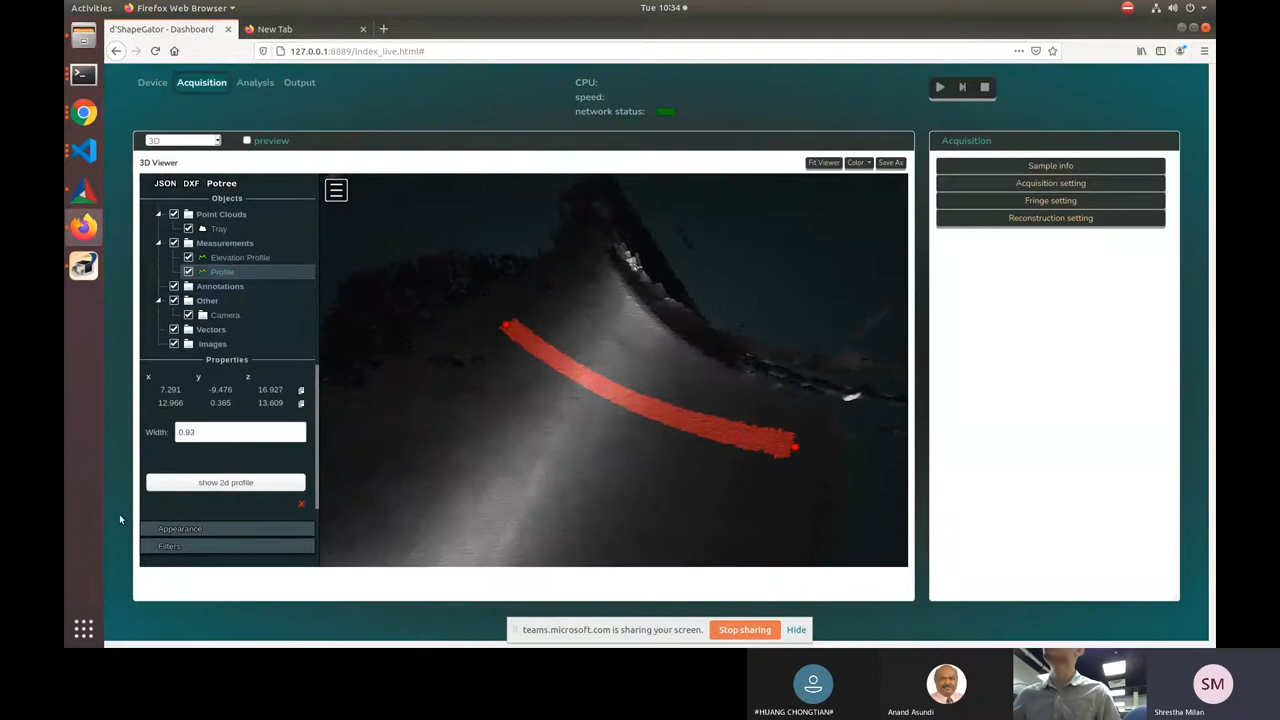 Activities
Firefox Web Browser
Tue 10:34
d'ShapeGator - Dashboard
New Tab
127.0.0.1:8889/index_live.html#
Device
Acquisition
Analysis
Output
CPU:
speed:
network status:
3D
preview
3D Viewer
Fit Viewer
Color
Save As
JSON DXF Potree
Objects
Point Clouds
Tray
Measurements
Elevation Profile
Profile
Annotations
Other
Camera
Vectors
Images
Properties
x y z
7.291 -9.476 16.927
12.966 0.365 13.609
Width: 0.93
show 2d profile
Appearance
Filters
Acquisition
Sample info
Acquisition setting
Fringe setting
Reconstruction setting
teams.microsoft.com is sharing your screen.
Stop sharing
Hide
#HUANG CHONGTIAN#
Anand Asundi
SM
Shrestha Milan